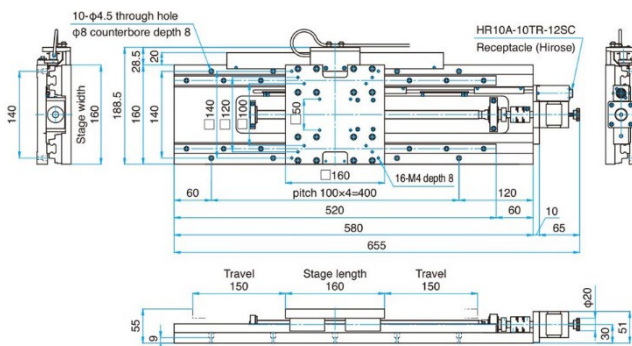 10-φ4.5 through hole
φ8 counterbore depth 8
HR10A-10TR-12SC
Receptacle (Hirose)
140
Stage width
160
188.5
160
28.5
20
140
□140
□120
□100
□50
□160
16-M4 depth 8
140
160
60
pitch 100×4=400
120
520
60
10
580
65
655
Travel
150
Stage length
160
Travel
150
55
9
φ20
30
51